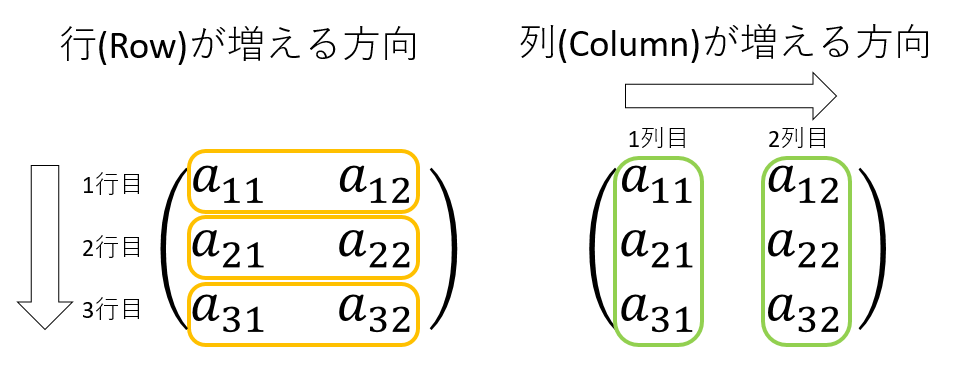 行(Row)が増える方向
1行目 a11 a12
2行目 a21 a22
3行目 a31 a32
列(Column)が増える方向
1列目 2列目
a11 a12
a21 a22
a31 a32